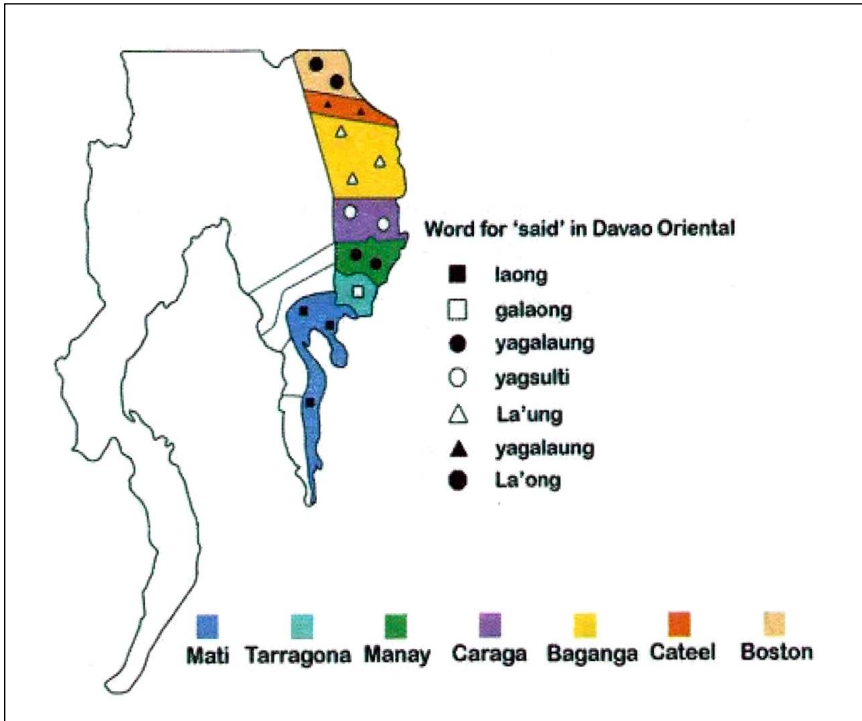 Word for 'said' in Davao Oriental
laong
galaong
yagalaung
yagsulti
La'ung
yagalaung
La'ong
Mati Tarragona Manay Caraga Baganga Cateel Boston